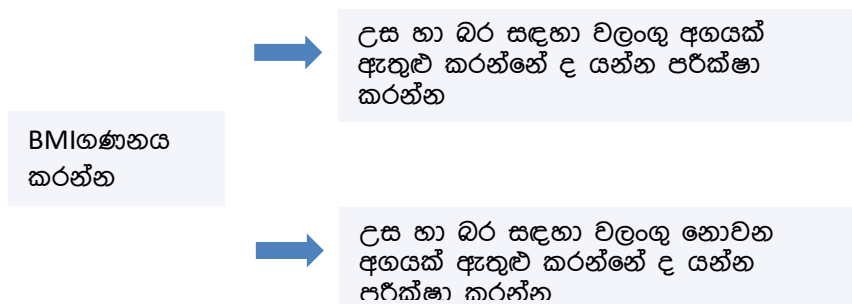 උස හා බර සඳහා වලංගු අගයක්
ඇතුළු කරන්නේ ද යන්න පරීක්ෂා
කරන්න
BMIගණනය
කරන්න
උස හා බර සඳහා වලංගු නොවන
අගයක් ඇතුළු කරන්නේ ද යන්න
පරීක්ෂා කරන්න